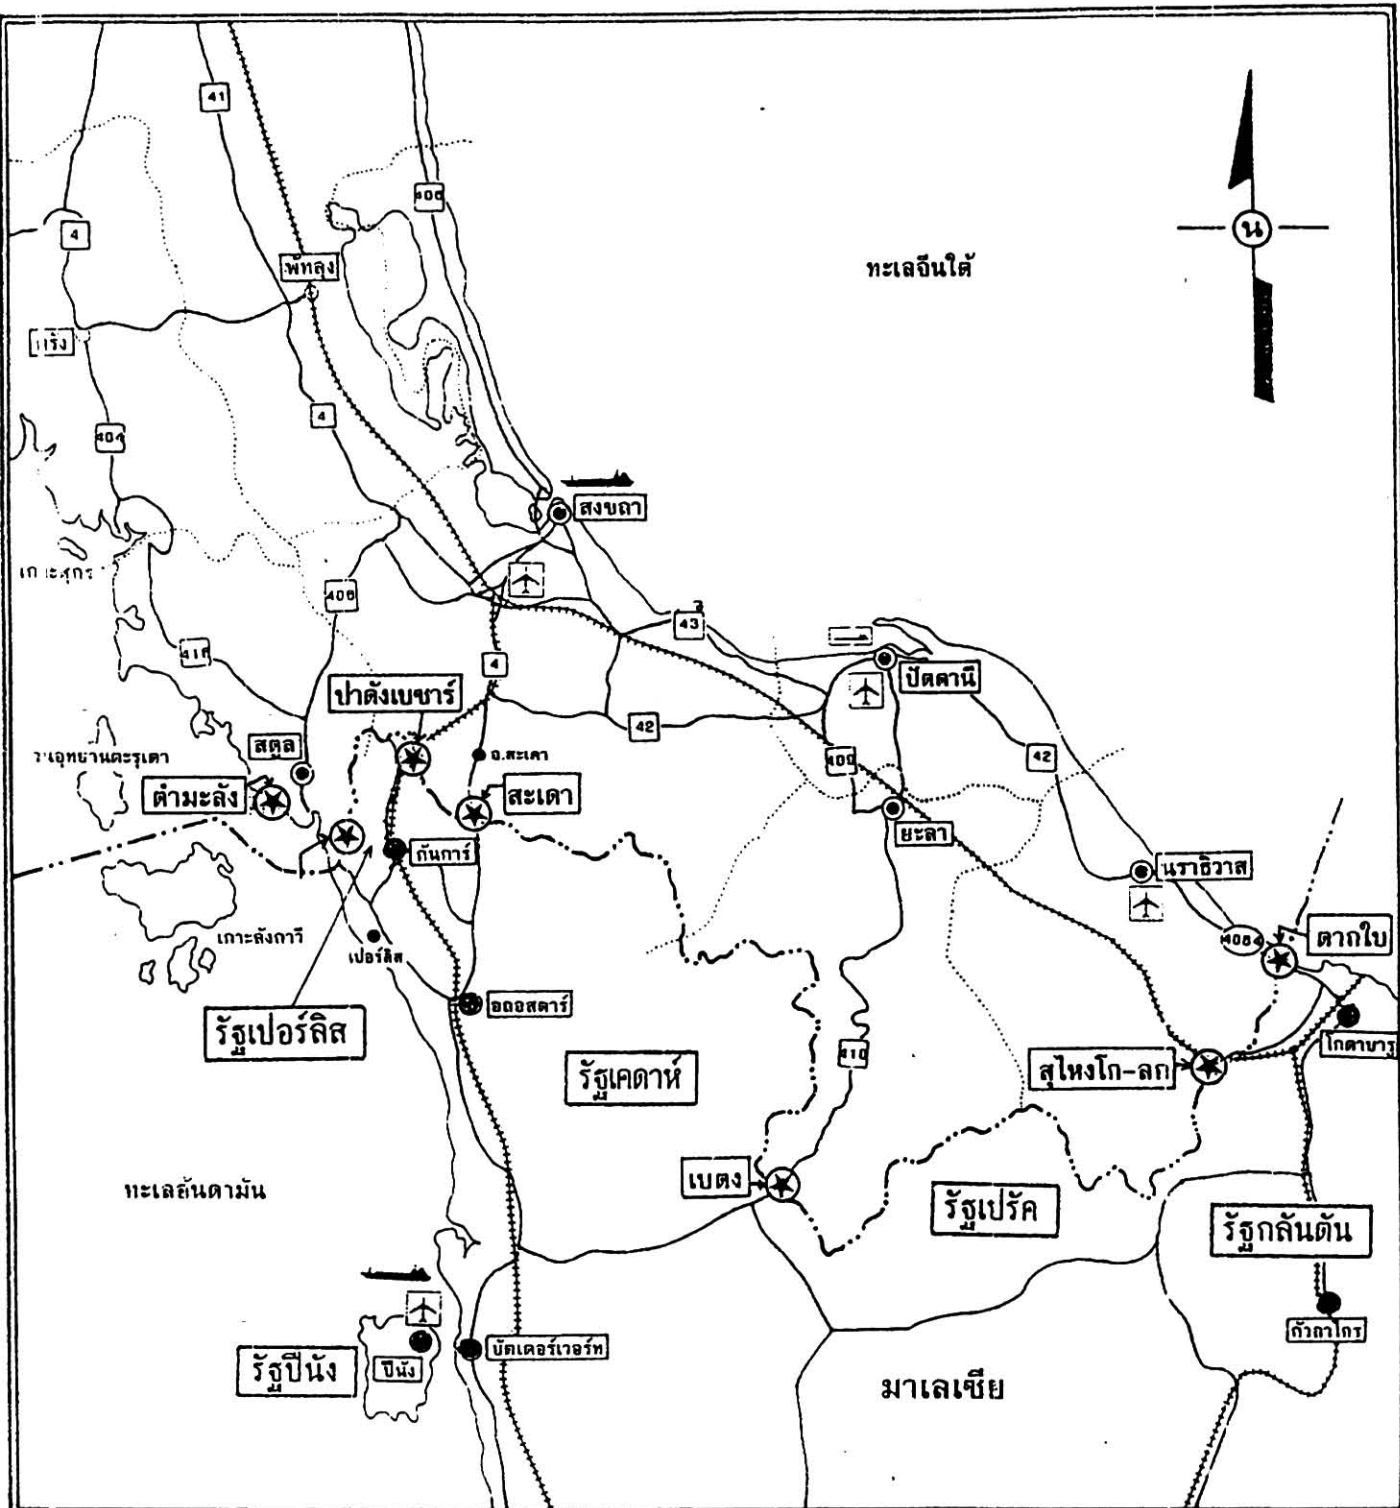 41
408
4
น
ทะเลจีนใต้
พัทลุง
4
404
สงขลา
406
43
416
4
ปัตตานี
ปาดังเบซาร์
42
สตูล
อ.สะเดา
409
42
ตำมะลัง
สะเดา
ยะลา
กันการ์
นราธิวาส
เกาะลังกาวี
เปอร์ลิส
4084
ตากใบ
อลอสตาร์
รัฐเปอร์ลิส
โกตาบารู
รัฐเคดาห์
410
สุไหงโก-ลก
ทะเลอันดามัน
เบตง
รัฐเปรัค
รัฐกลันตัน
รัฐปีนัง
ปีนัง
บัตเตอร์เวอร์ท
มาเลเซีย